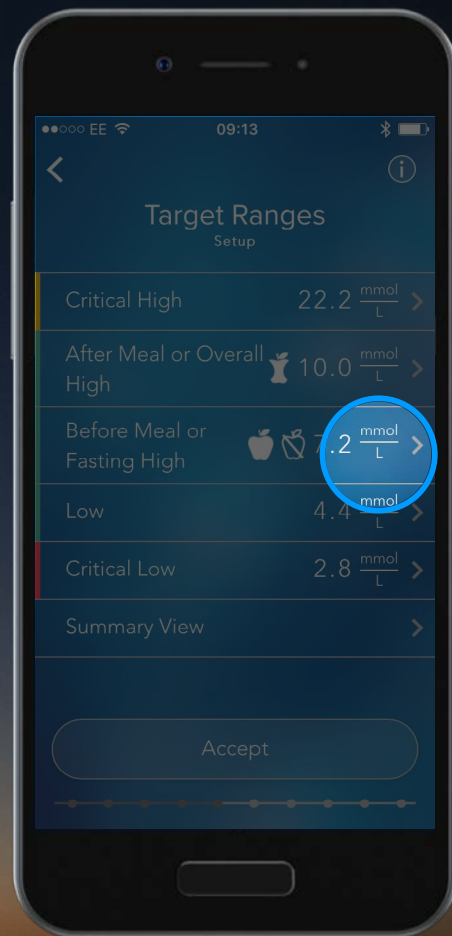 EE 09:13
Target Ranges
Setup
Critical High 22.2 mmol/L
After Meal or Overall 10.0 mmol/L
High
Before Meal or 7.2 mmol/L
Fasting High
Low 4.4 mmol/L
Critical Low 2.8 mmol/L
Summary View
Accept